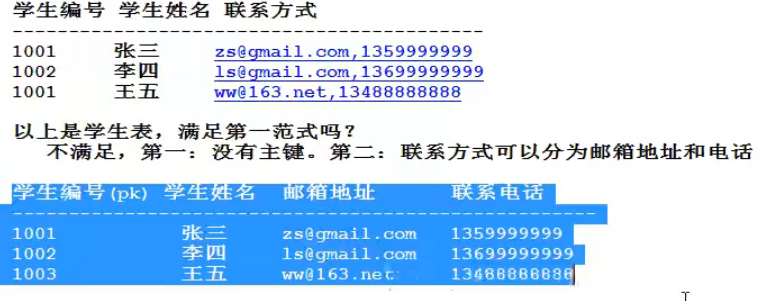 学生编号 学生姓名 联系方式
------------------------------------------
1001 张三 zs@gmail.com,1359999999
1002 李四 ls@gmail.com,13699999999
1001 王五 ww@163.net,13488888888
以上是学生表，满足第一范式吗？
不满足，第一：没有主键。第二：联系方式可以分为邮箱地址和电话
学生编号(pk) 学生姓名 邮箱地址 联系电话
----------------------------------------------------
1001 张三 zs@gmail.com 1359999999
1002 李四 ls@gmail.com 13699999999
1003 王五 ww@163.net 13488888888